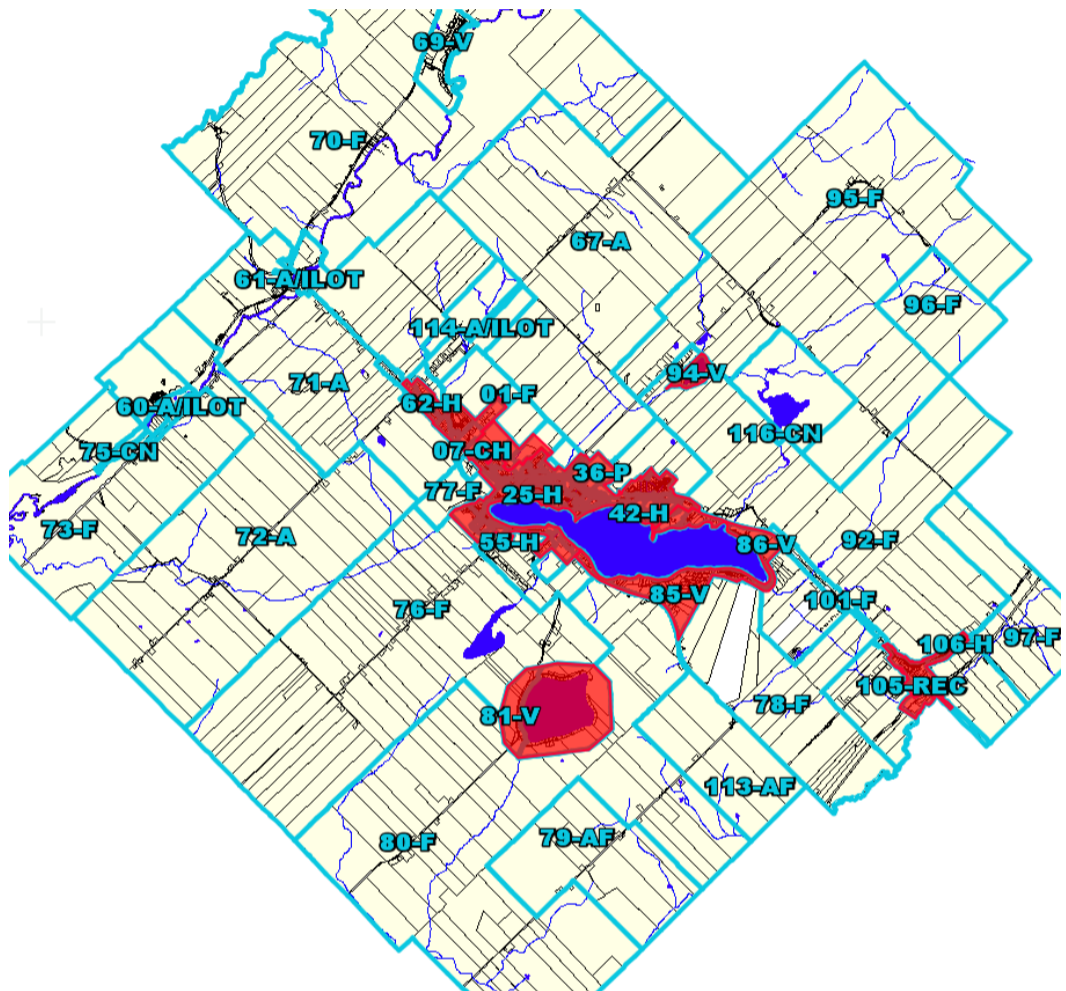 69-V
70-F
95-F
67-A
61-A/ILOT
96-F
114-A/ILOT
94-V
71-A
01-F
62-H
60-A/ILOT
116-CN
75-CN
07-CH
36-P
77-F
25-H
42-H
73-F
72-A
55-H
86-V
92-F
85-V
101-F
76-F
106-H
97-F
105-REC
81-V
78-F
113-AF
80-F
79-AF